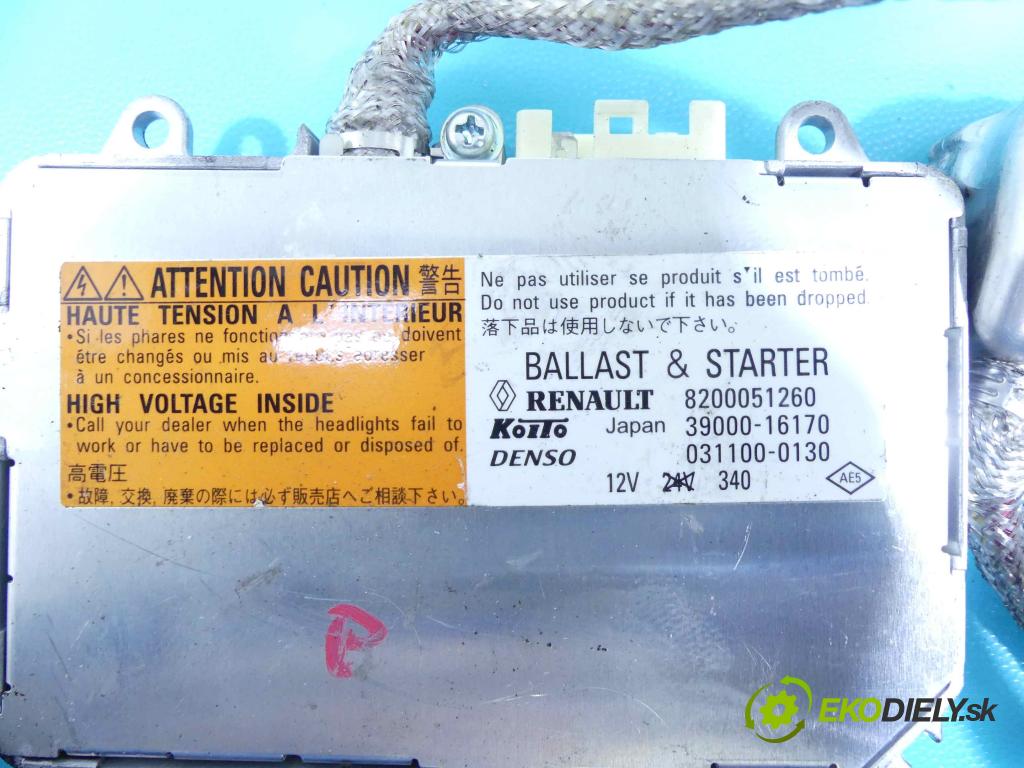 ATTENTION CAUTION 警告
HAUTE TENSION A L'INTERIEUR
•Si les phares ne doivent
être changés ou mis au
à un concessionnaire.
HIGH VOLTAGE INSIDE
•Call your dealer when the headlights fail to
work or have to be replaced or disposed of.
高電圧
•故障,交換,廃棄の際には必ず販売店へご相談下さい。
Ne pas utiliser se produit s'il est tombé.
Do not use product if it has been dropped.
落下品は使用しないで下さい。
BALLAST & STARTER
RENAULT 8200051260
KOITO Japan 39000-16170
DENSO 031100-0130
12V 24V 340 AE5
P
EKODIELY.sk